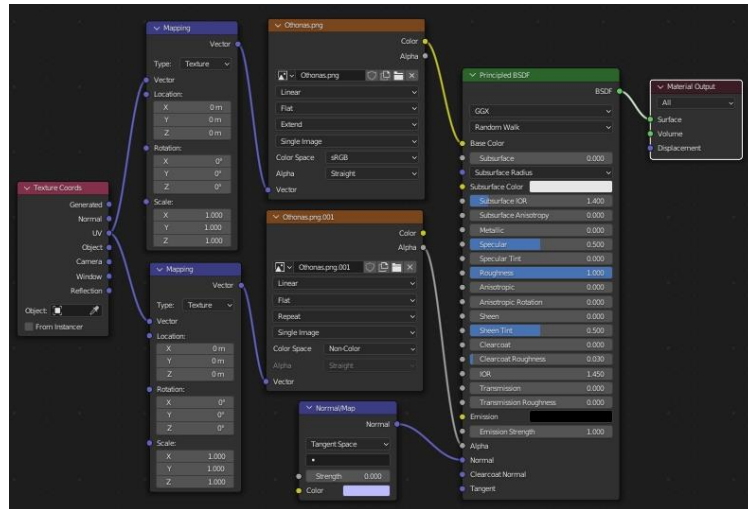 Texture Coords
Generated
Normal
UV
Object
Camera
Window
Reflection
Object:
From Instancer
Mapping
Vector
Type: Texture
Vector
Location:
X 0 m
Y 0 m
Z 0 m
Rotation:
X 0°
Y 0°
Z 0°
Scale:
X 1.000
Y 1.000
Z 1.000
Mapping
Vector
Type: Texture
Vector
Location:
X 0 m
Y 0 m
Z 0 m
Rotation:
X 0°
Y 0°
Z 0°
Scale:
X 1.000
Y 1.000
Z 1.000
Othonas.png
Color
Alpha
Othonas.png
Linear
Flat
Extend
Single Image
Color Space sRGB
Alpha Straight
Vector
Othonas.png.001
Color
Alpha
Othonas.png.001
Linear
Flat
Repeat
Single Image
Color Space Non-Color
Alpha Straight
Vector
Normal/Map
Normal
Tangent Space
Strength 0.000
Color
Principled BSDF
BSDF
GGX
Random Walk
Base Color
Subsurface 0.000
Subsurface Radius
Subsurface Color
Subsurface IOR 1.400
Subsurface Anisotropy 0.000
Metallic 0.000
Specular 0.500
Specular Tint 0.000
Roughness 1.000
Anisotropic 0.000
Anisotropic Rotation 0.000
Sheen 0.000
Sheen Tint 0.500
Clearcoat 0.000
Clearcoat Roughness 0.030
IOR 1.450
Transmission 0.000
Transmission Roughness 0.000
Emission
Emission Strength 1.000
Alpha
Normal
Clearcoat Normal
Tangent
Material Output
All
Surface
Volume
Displacement